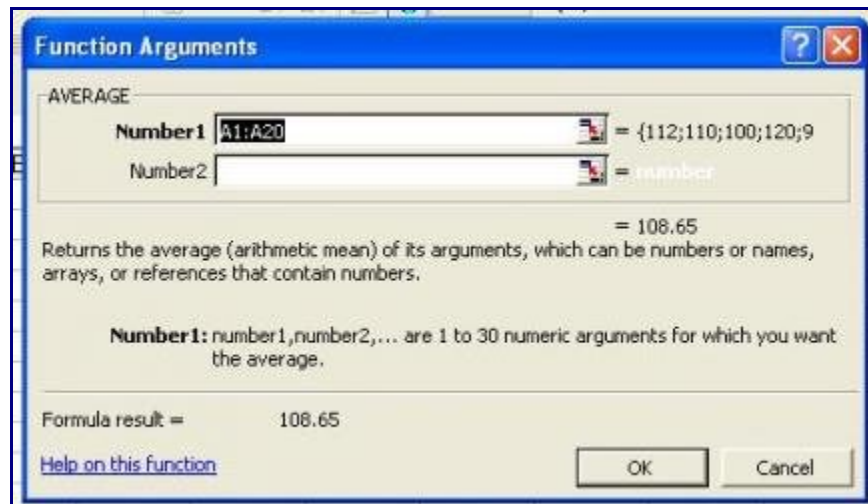 Function Arguments
AVERAGE
Number1 A1:A20 = {112;110;100;120;9
Number2 = number
= 108.65
Returns the average (arithmetic mean) of its arguments, which can be numbers or names,
arrays, or references that contain numbers.
Number1: number1,number2,... are 1 to 30 numeric arguments for which you want
the average.
Formula result = 108.65
Help on this function
OK Cancel